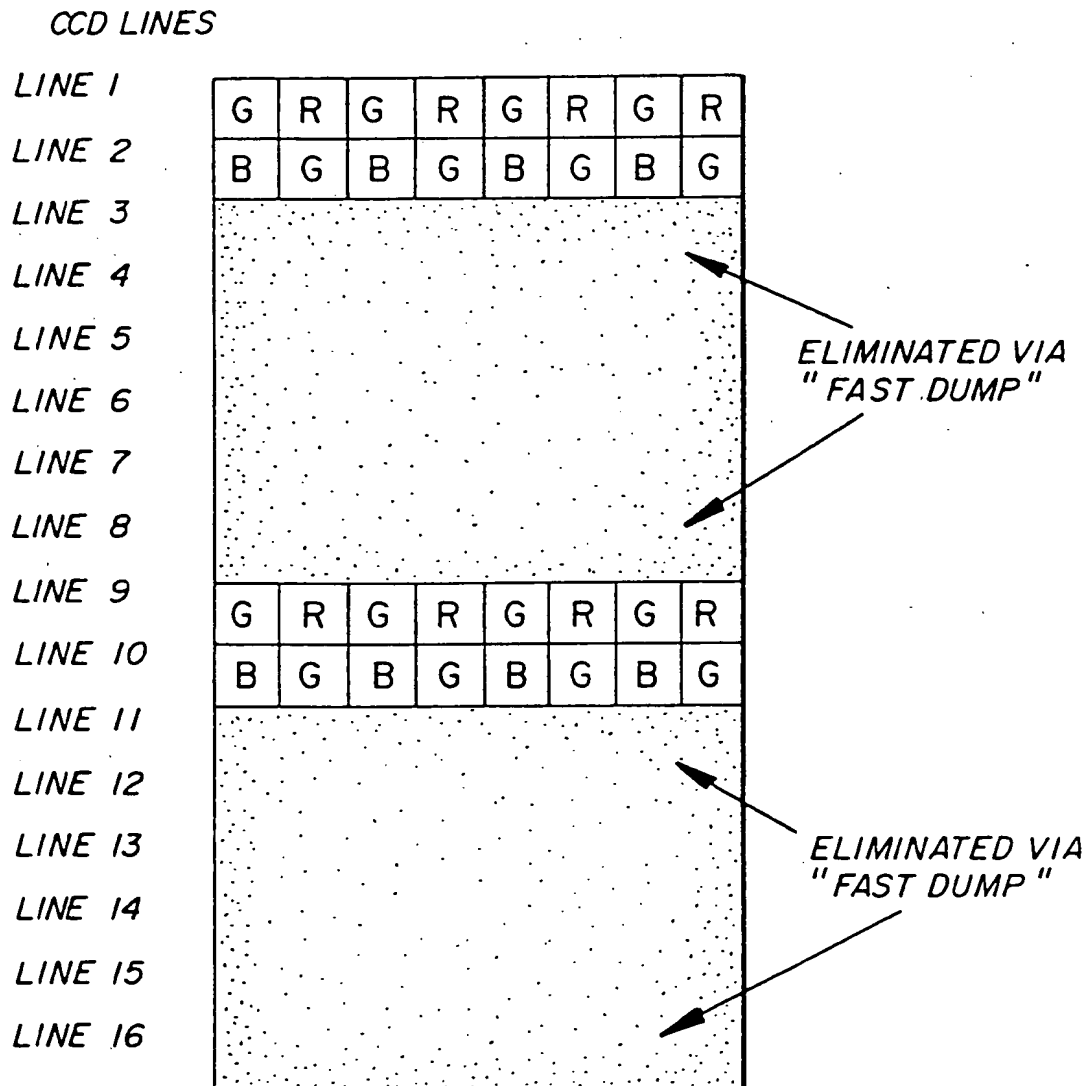 CCD LINES
LINE 1
G R G R G R G R
LINE 2
B G B G B G B G
LINE 3
LINE 4
LINE 5
ELIMINATED VIA
"FAST DUMP"
LINE 6
LINE 7
LINE 8
LINE 9
G R G R G R G R
LINE 10
B G B G B G B G
LINE 11
LINE 12
LINE 13
ELIMINATED VIA
"FAST DUMP"
LINE 14
LINE 15
LINE 16